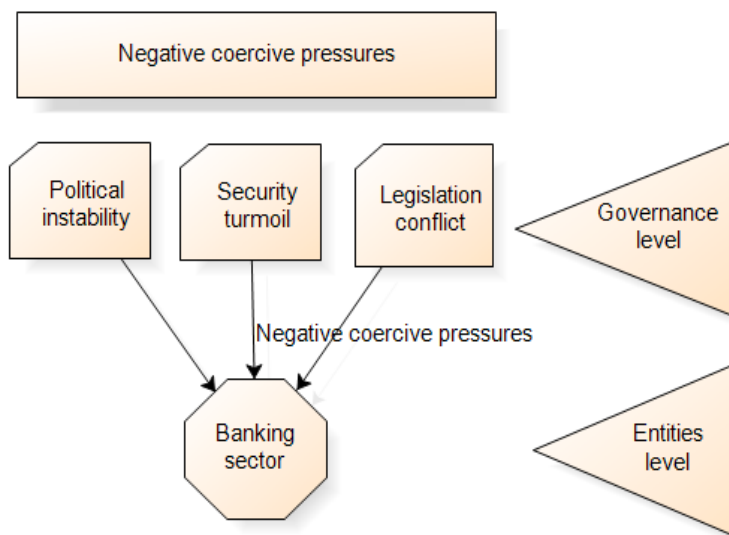 Negative coercive pressures
Political
instability
Security
turmoil
Legislation
conflict
Governance
level
Negative coercive pressures
Banking
sector
Entities
level